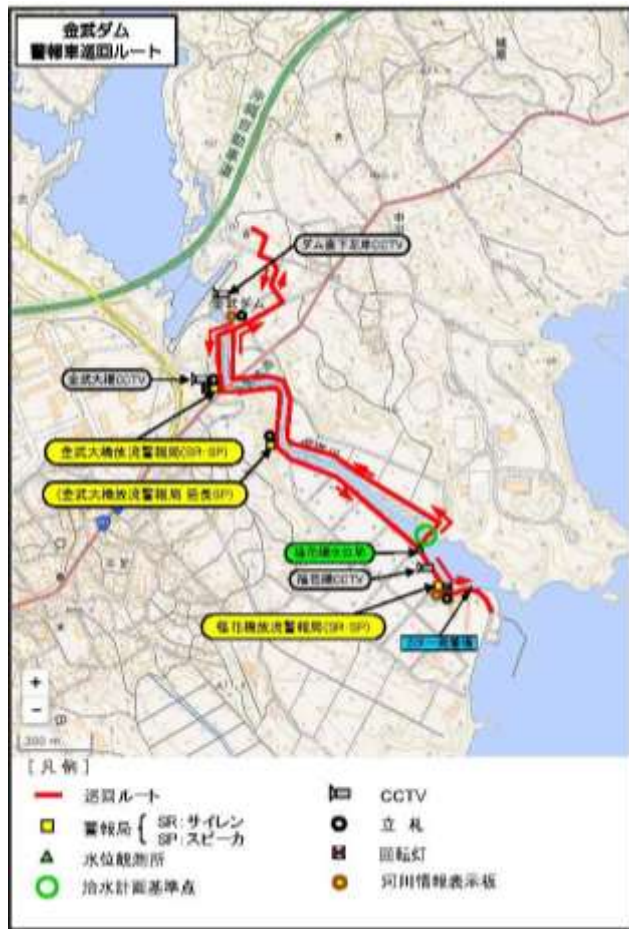 金武ダム
警報車巡回ルート
ダム直下左岸CCTV
金武ダム
金武大橋CCTV
金武大橋放流警報局(SR・SP)
(金武大橋放流警報局 延長SP)
福花橋水位局
福花橋CCTV
福花橋放流警報局(SR・SP)
+
−
300 m
[凡例]
巡回ルート
警報局 { SR:サイレン
SP:スピーカ
水位観測所
治水計画基準点
CCTV
立札
回転灯
河川情報表示板